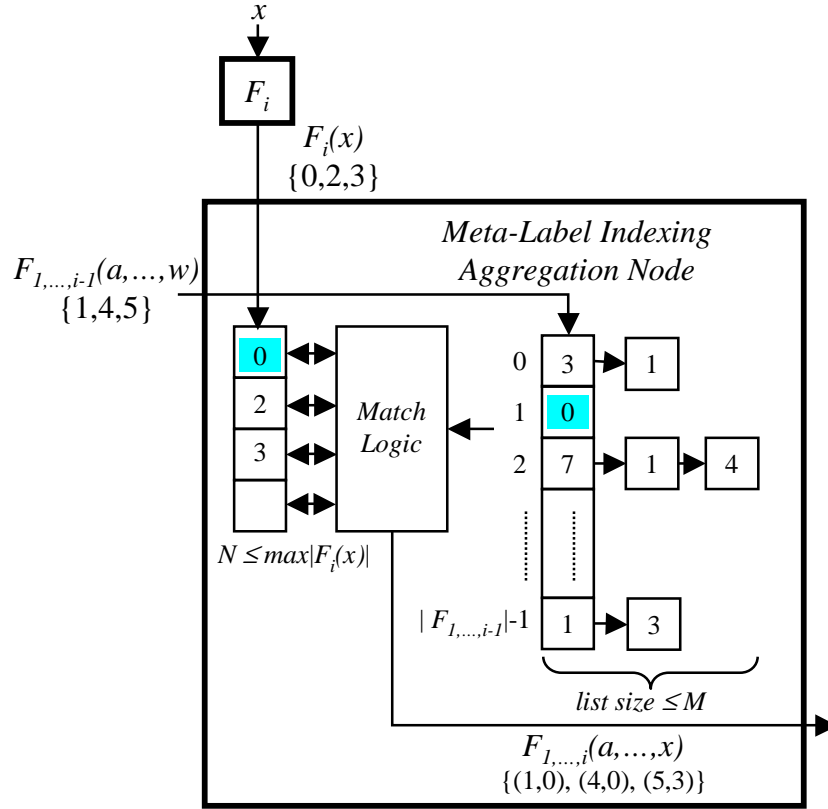 x
F_i
F_i(x)
{0,2,3}
Meta-Label Indexing
Aggregation Node
F_{1,...,i-1}(a,...,w)
{1,4,5}
0
2
3
Match
Logic
N ≤ max|F_i(x)|
0 3 1
1 0
2 7 1 4
| F_{1,...,i-1}|-1 1 3
list size ≤ M
F_{1,...,i}(a,...,x)
{(1,0), (4,0), (5,3)}